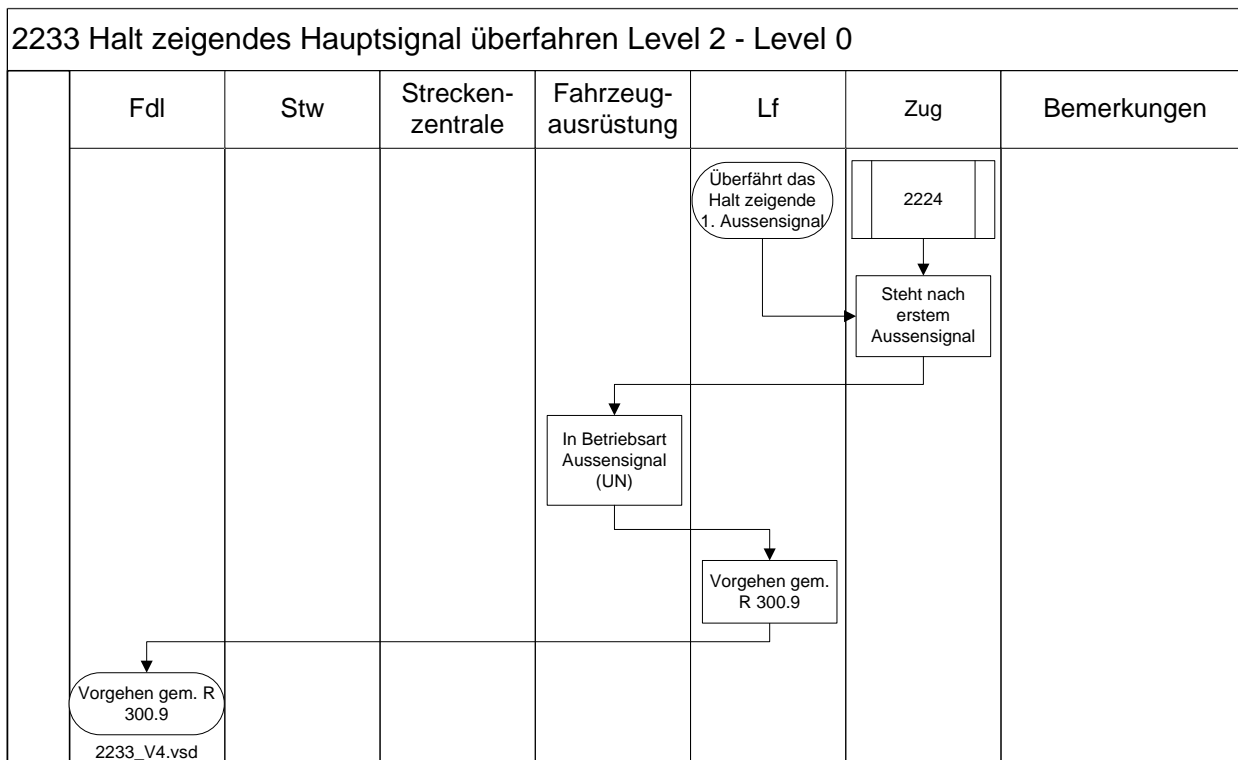 2233 Halt zeigendes Hauptsignal überfahren Level 2 - Level 0
Fdl
Stw
Strecken-
zentrale
Fahrzeug-
ausrüstung
Lf
Zug
Bemerkungen
Überfährt das
Halt zeigende
1. Aussensignal
2224
Steht nach
erstem
Aussensignal
In Betriebsart
Aussensignal
(UN)
Vorgehen gem.
R 300.9
Vorgehen gem. R
300.9
2233_V4.vsd